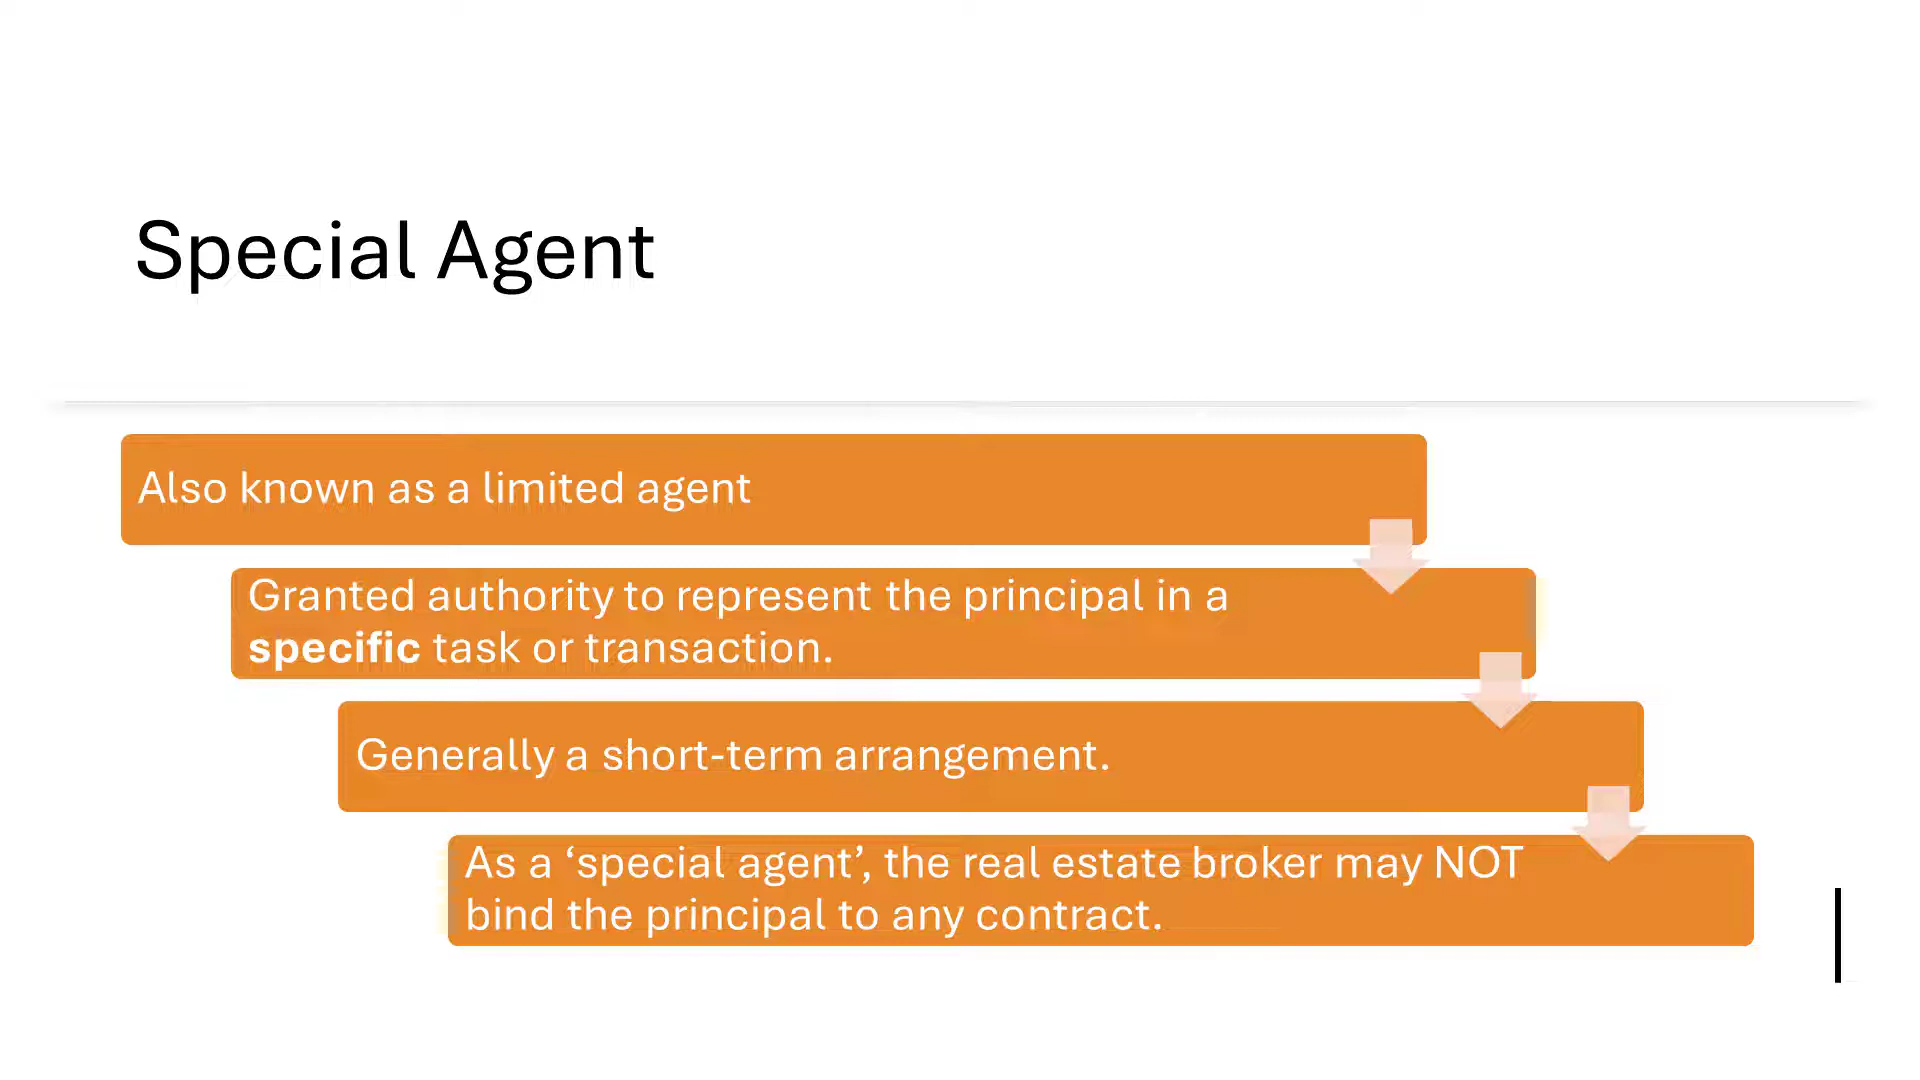 Special Agent
Also known as a limited agent
Granted authority to represent the principal in a
specific task or transaction.
Generally a short-term arrangement.
As a ‘special agent’, the real estate broker may NOT
bind the principal to any contract.